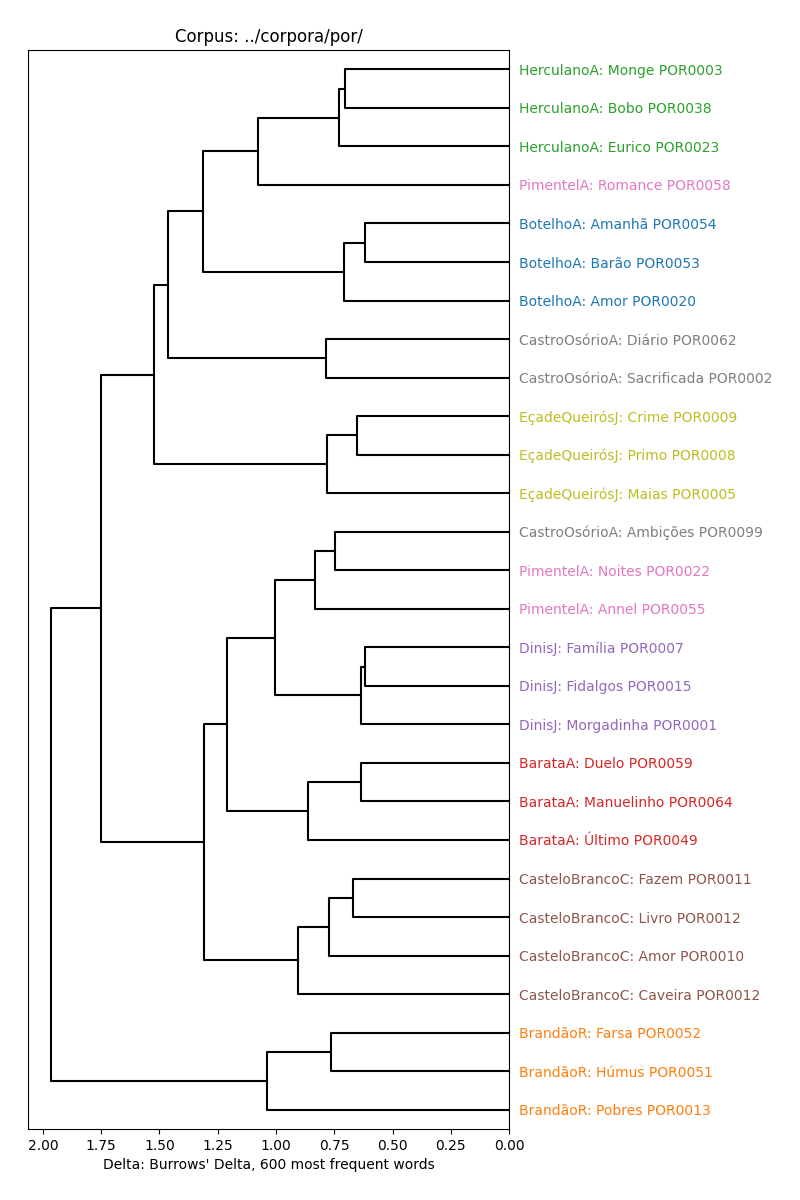 Corpus: ../corpora/por/
HerculanoA: Monge POR0003
HerculanoA: Bobo POR0038
HerculanoA: Eurico POR0023
PimentelA: Romance POR0058
BotelhoA: Amanhã POR0054
BotelhoA: Barão POR0053
BotelhoA: Amor POR0020
CastroOsórioA: Diário POR0062
CastroOsórioA: Sacrificada POR0002
EçadeQueirósJ: Crime POR0009
EçadeQueirósJ: Primo POR0008
EçadeQueirósJ: Maias POR0005
CastroOsórioA: Ambições POR0099
PimentelA: Noites POR0022
PimentelA: Annel POR0055
DinisJ: Família POR0007
DinisJ: Fidalgos POR0015
DinisJ: Morgadinha POR0001
BarataA: Duelo POR0059
BarataA: Manuelinho POR0064
BarataA: Último POR0049
CasteloBrancoC: Fazem POR0011
CasteloBrancoC: Livro POR0012
CasteloBrancoC: Amor POR0010
CasteloBrancoC: Caveira POR0012
BrandãoR: Farsa POR0052
BrandãoR: Húmus POR0051
BrandãoR: Pobres POR0013
2.00 1.75 1.50 1.25 1.00 0.75 0.50 0.25 0.00
Delta: Burrows' Delta, 600 most frequent words